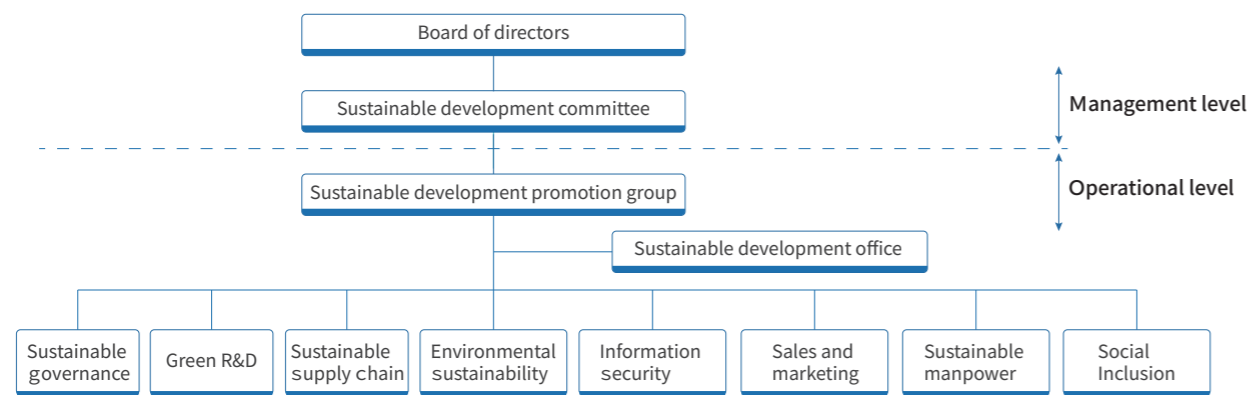 Board of directors
Sustainable development committee
Management level
Sustainable development promotion group
Operational level
Sustainable development office
Sustainable
governance
Green R&D
Sustainable
supply chain
Environmental
sustainability
Information
security
Sales and
marketing
Sustainable
manpower
Social
Inclusion